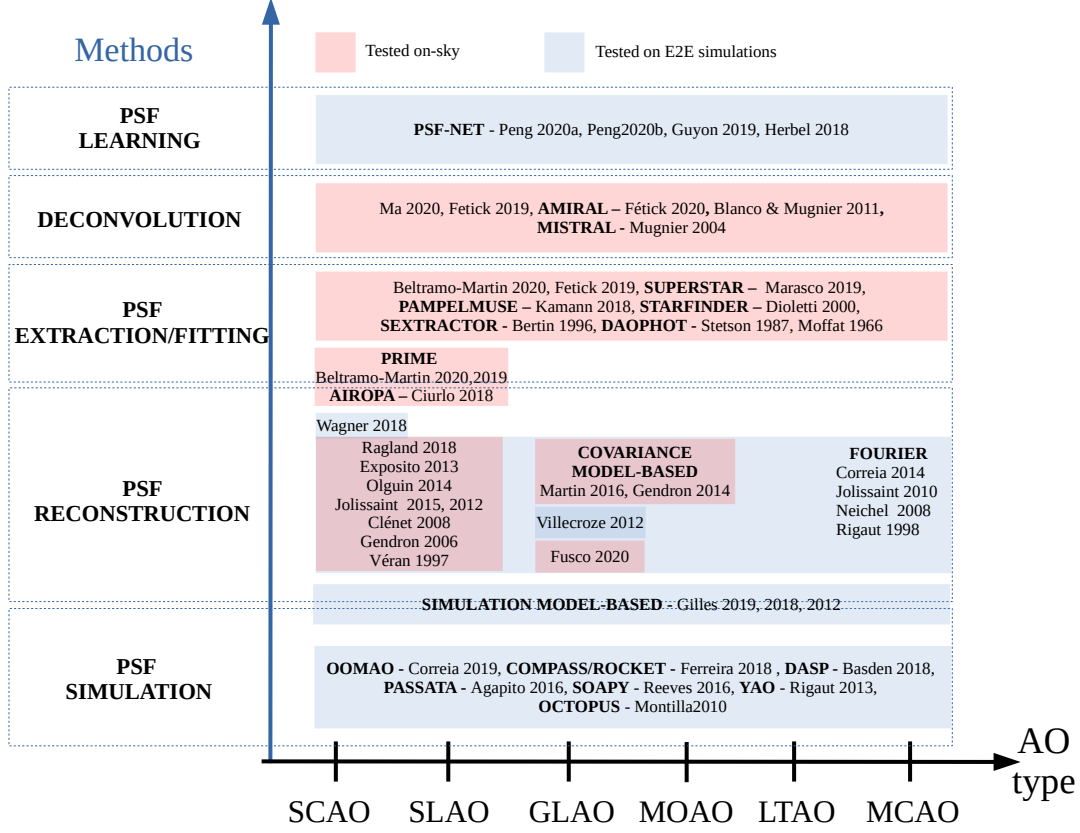 Methods
Tested on-sky
Tested on E2E simulations
PSF
LEARNING
PSF-NET - Peng 2020a, Peng2020b, Guyon 2019, Herbel 2018
DECONVOLUTION
Ma 2020, Fetick 2019, AMIRAL – Fétick 2020, Blanco & Mugnier 2011,
MISTRAL - Mugnier 2004
PSF
EXTRACTION/FITTING
Beltramo-Martin 2020, Fetick 2019, SUPERSTAR – Marasco 2019,
PAMPELMUSE – Kamann 2018, STARFINDER – Dioletti 2000,
SEXTRACTOR - Bertin 1996, DAOPHOT - Stetson 1987, Moffat 1966
PRIME
Beltramo-Martin 2020,2019
AIROPA – Ciurlo 2018
PSF
RECONSTRUCTION
Wagner 2018
Ragland 2018
Exposito 2013
Olguin 2014
Jolissaint 2015, 2012
Clénet 2008
Gendron 2006
Véran 1997
COVARIANCE
MODEL-BASED
Martin 2016, Gendron 2014
Villecroze 2012
Fusco 2020
FOURIER
Correia 2014
Jolissaint 2010
Neichel 2008
Rigaut 1998
SIMULATION MODEL-BASED - Gilles 2019, 2018, 2012
PSF
SIMULATION
OOMAO - Correia 2019, COMPASS/ROCKET - Ferreira 2018 , DASP - Basden 2018,
PASSATA - Agapito 2016, SOAPY - Reeves 2016, YAO - Rigaut 2013,
OCTOPUS - Montilla2010
AO
type
SCAO
SLAO
GLAO
MOAO
LTAO
MCAO